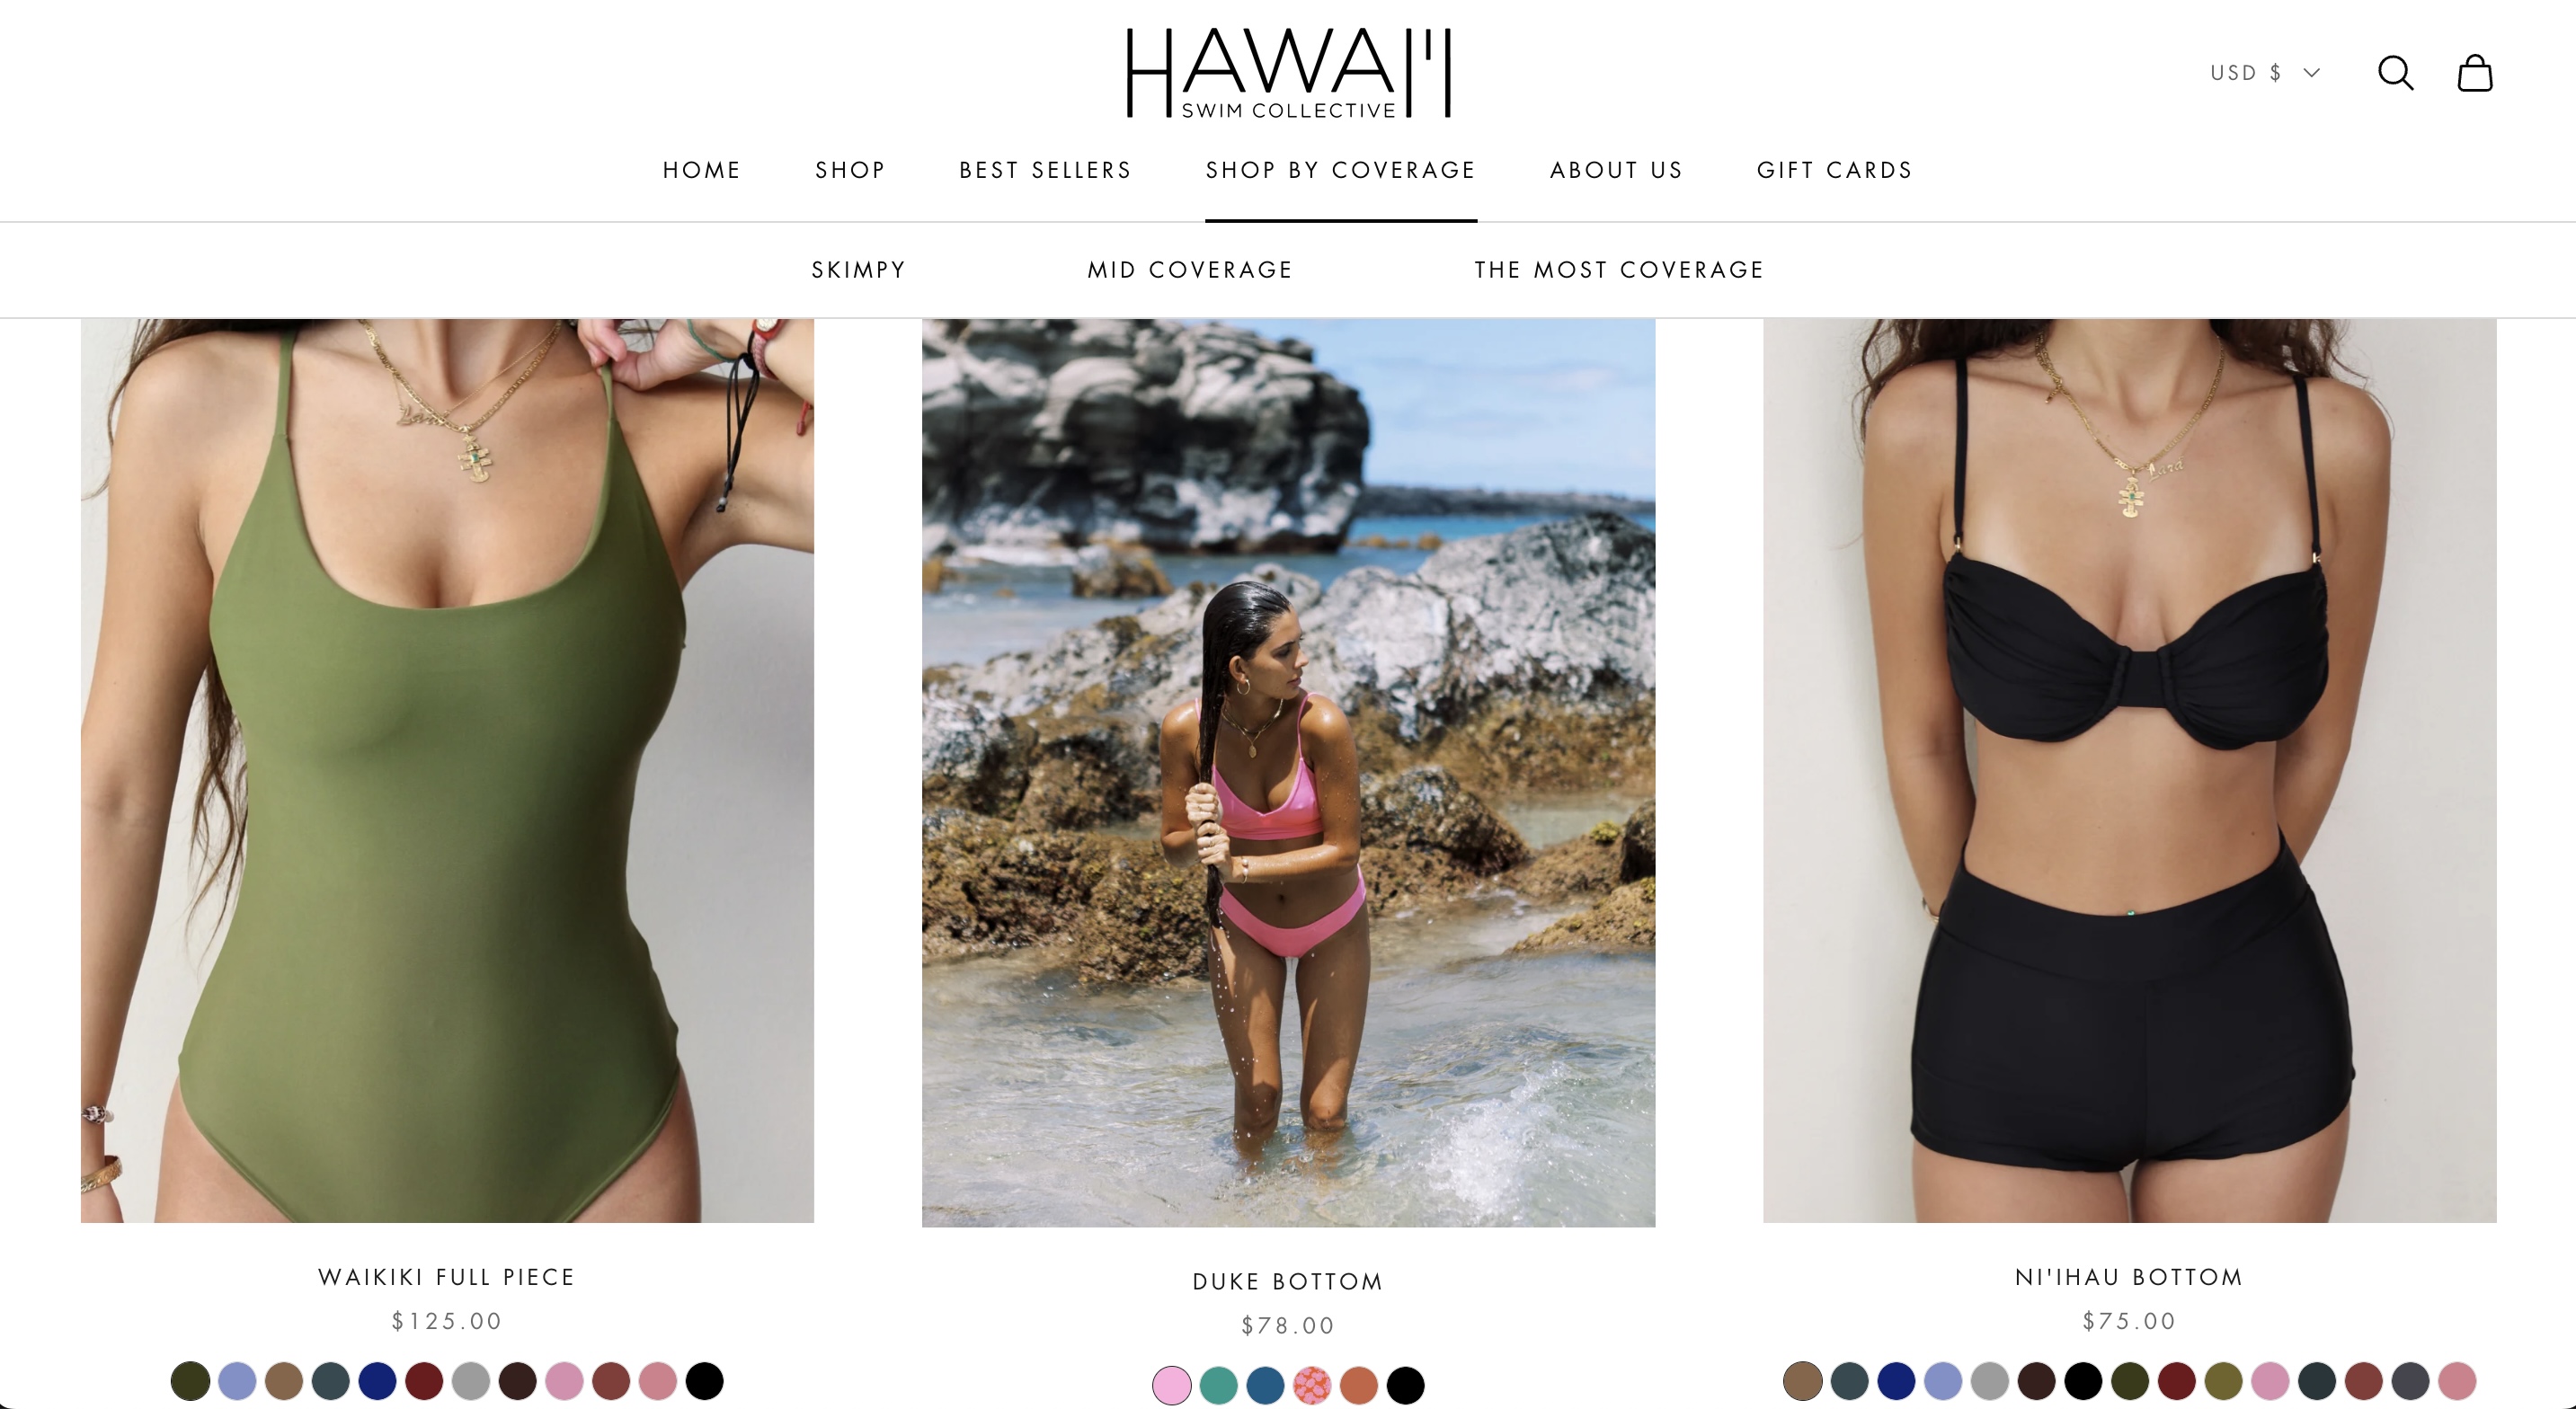 HAWAI'I
SWIM COLLECTIVE
USD $
HOME SHOP BEST SELLERS SHOP BY COVERAGE ABOUT US GIFT CARDS
SKIMPY MID COVERAGE THE MOST COVERAGE
Lara
WAIKIKI FULL PIECE
$125.00
DUKE BOTTOM
$78.00
NI'IHAU BOTTOM
$75.00